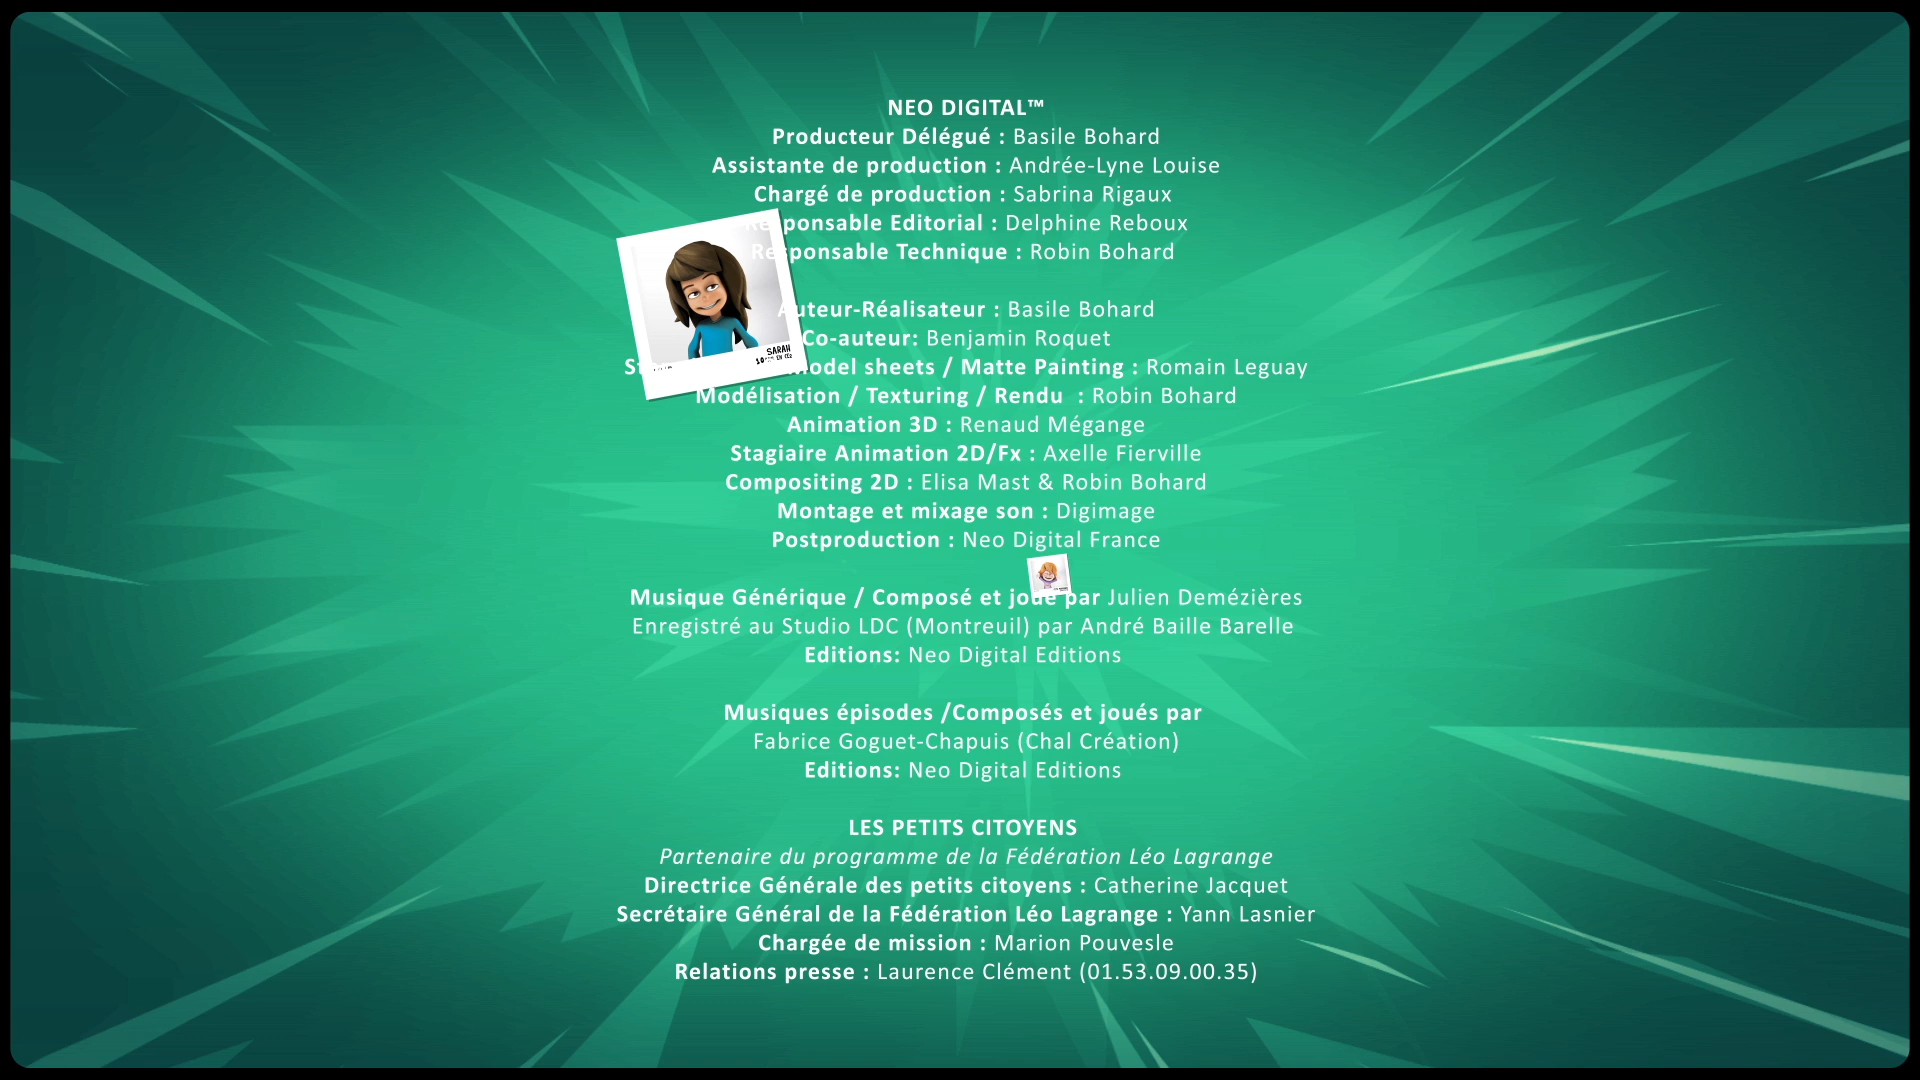 NEO DIGITAL™
Producteur Délégué : Basile Bohard
Assistante de production : Andrée-Lyne Louise
Chargé de production : Sabrina Rigaux
Responsable Editorial : Delphine Reboux
Responsable Technique : Robin Bohard
Auteur-Réalisateur : Basile Bohard
Co-auteur: Benjamin Roquet
model sheets / Matte Painting : Romain Leguay
SARAH
Modélisation / Texturing / Rendu : Robin Bohard
Animation 3D : Renaud Mégange
Stagiaire Animation 2D/Fx : Axelle Fierville
Compositing 2D : Elisa Mast & Robin Bohard
Montage et mixage son : Digimage
Postproduction : Neo Digital France
Musique Générique / Composé et joué par Julien Demézières
Enregistré au Studio LDC (Montreuil) par André Baille Barelle
Editions: Neo Digital Editions
Musiques épisodes /Composés et joués par
Fabrice Goguet-Chapuis (Chal Création)
Editions: Neo Digital Editions
LES PETITS CITOYENS
Partenaire du programme de la Fédération Léo Lagrange
Directrice Générale des petits citoyens : Catherine Jacquet
Secrétaire Général de la Fédération Léo Lagrange : Yann Lasnier
Chargée de mission : Marion Pouvesle
Relations presse : Laurence Clément (01.53.09.00.35)